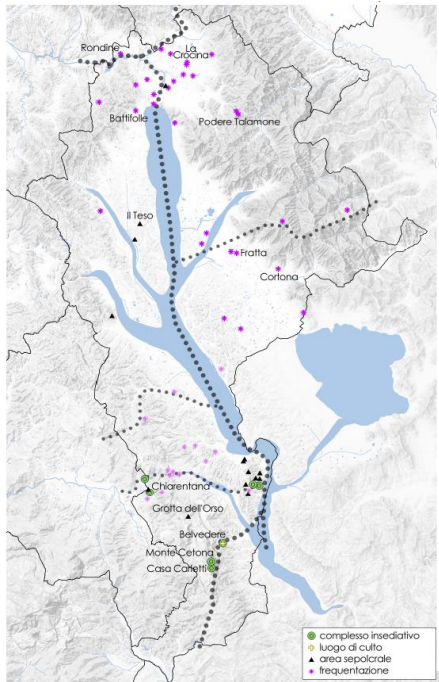 Rondine
La
Crocina
Battifolle
Podere Talamone
Il Teso
Fratta
Cortona
Chiarentana
Grotta dell'Orso
Belvedere
Monte Cetona
Casa Carletti
complesso insediativo
luogo di culto
area sepolcrale
frequentazione